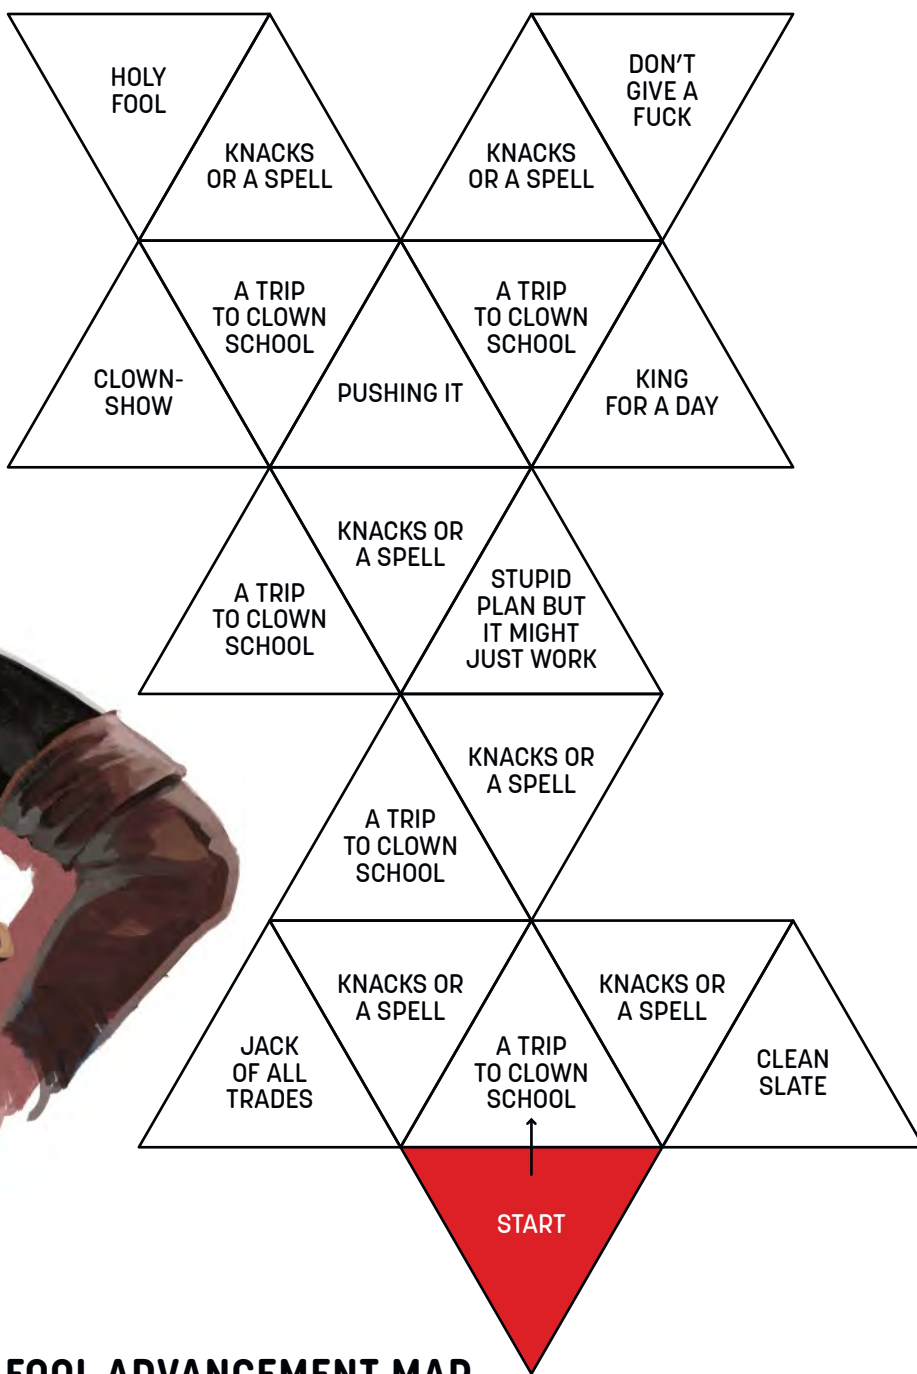 HOLY
FOOL
KNACKS
OR A SPELL
KNACKS
OR A SPELL
DON'T
GIVE A
FUCK
CLOWN-
SHOW
A TRIP
TO CLOWN
SCHOOL
PUSHING IT
A TRIP
TO CLOWN
SCHOOL
KING
FOR A DAY
A TRIP
TO CLOWN
SCHOOL
KNACKS OR
A SPELL
STUPID
PLAN BUT
IT MIGHT
JUST WORK
A TRIP
TO CLOWN
SCHOOL
KNACKS OR
A SPELL
JACK
OF ALL
TRADES
KNACKS OR
A SPELL
A TRIP
TO CLOWN
SCHOOL
KNACKS OR
A SPELL
CLEAN
SLATE
START
FOOL ADVANCEMENT MAP